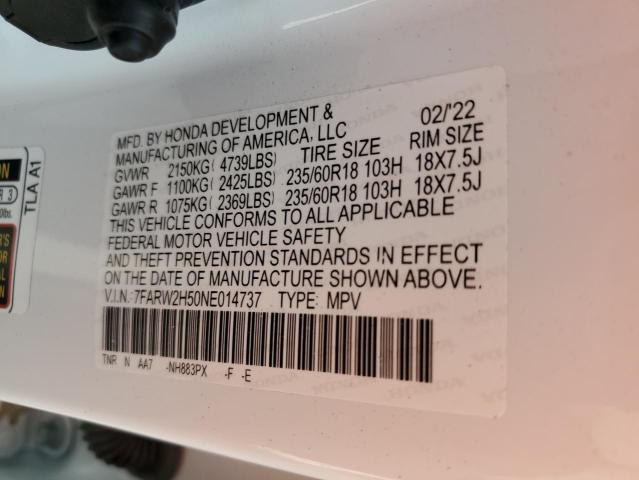 MFD. BY HONDA DEVELOPMENT & 02/'22
MANUFACTURING OF AMERICA, LLC
GVWR 2150KG( 4739LBS) TIRE SIZE RIM SIZE
GAWR F 1100KG( 2425LBS) 235/60R18 103H 18X7.5J
GAWR R 1075KG( 2369LBS) 235/60R18 103H 18X7.5J
THIS VEHICLE CONFORMS TO ALL APPLICABLE
FEDERAL MOTOR VEHICLE SAFETY
AND THEFT PREVENTION STANDARDS IN EFFECT
ON THE DATE OF MANUFACTURE SHOWN ABOVE.
V.I.N.: 7FARW2H50NE014737 TYPE: MPV
TNR N AA7 -NH883PX -F -E
TLA A1